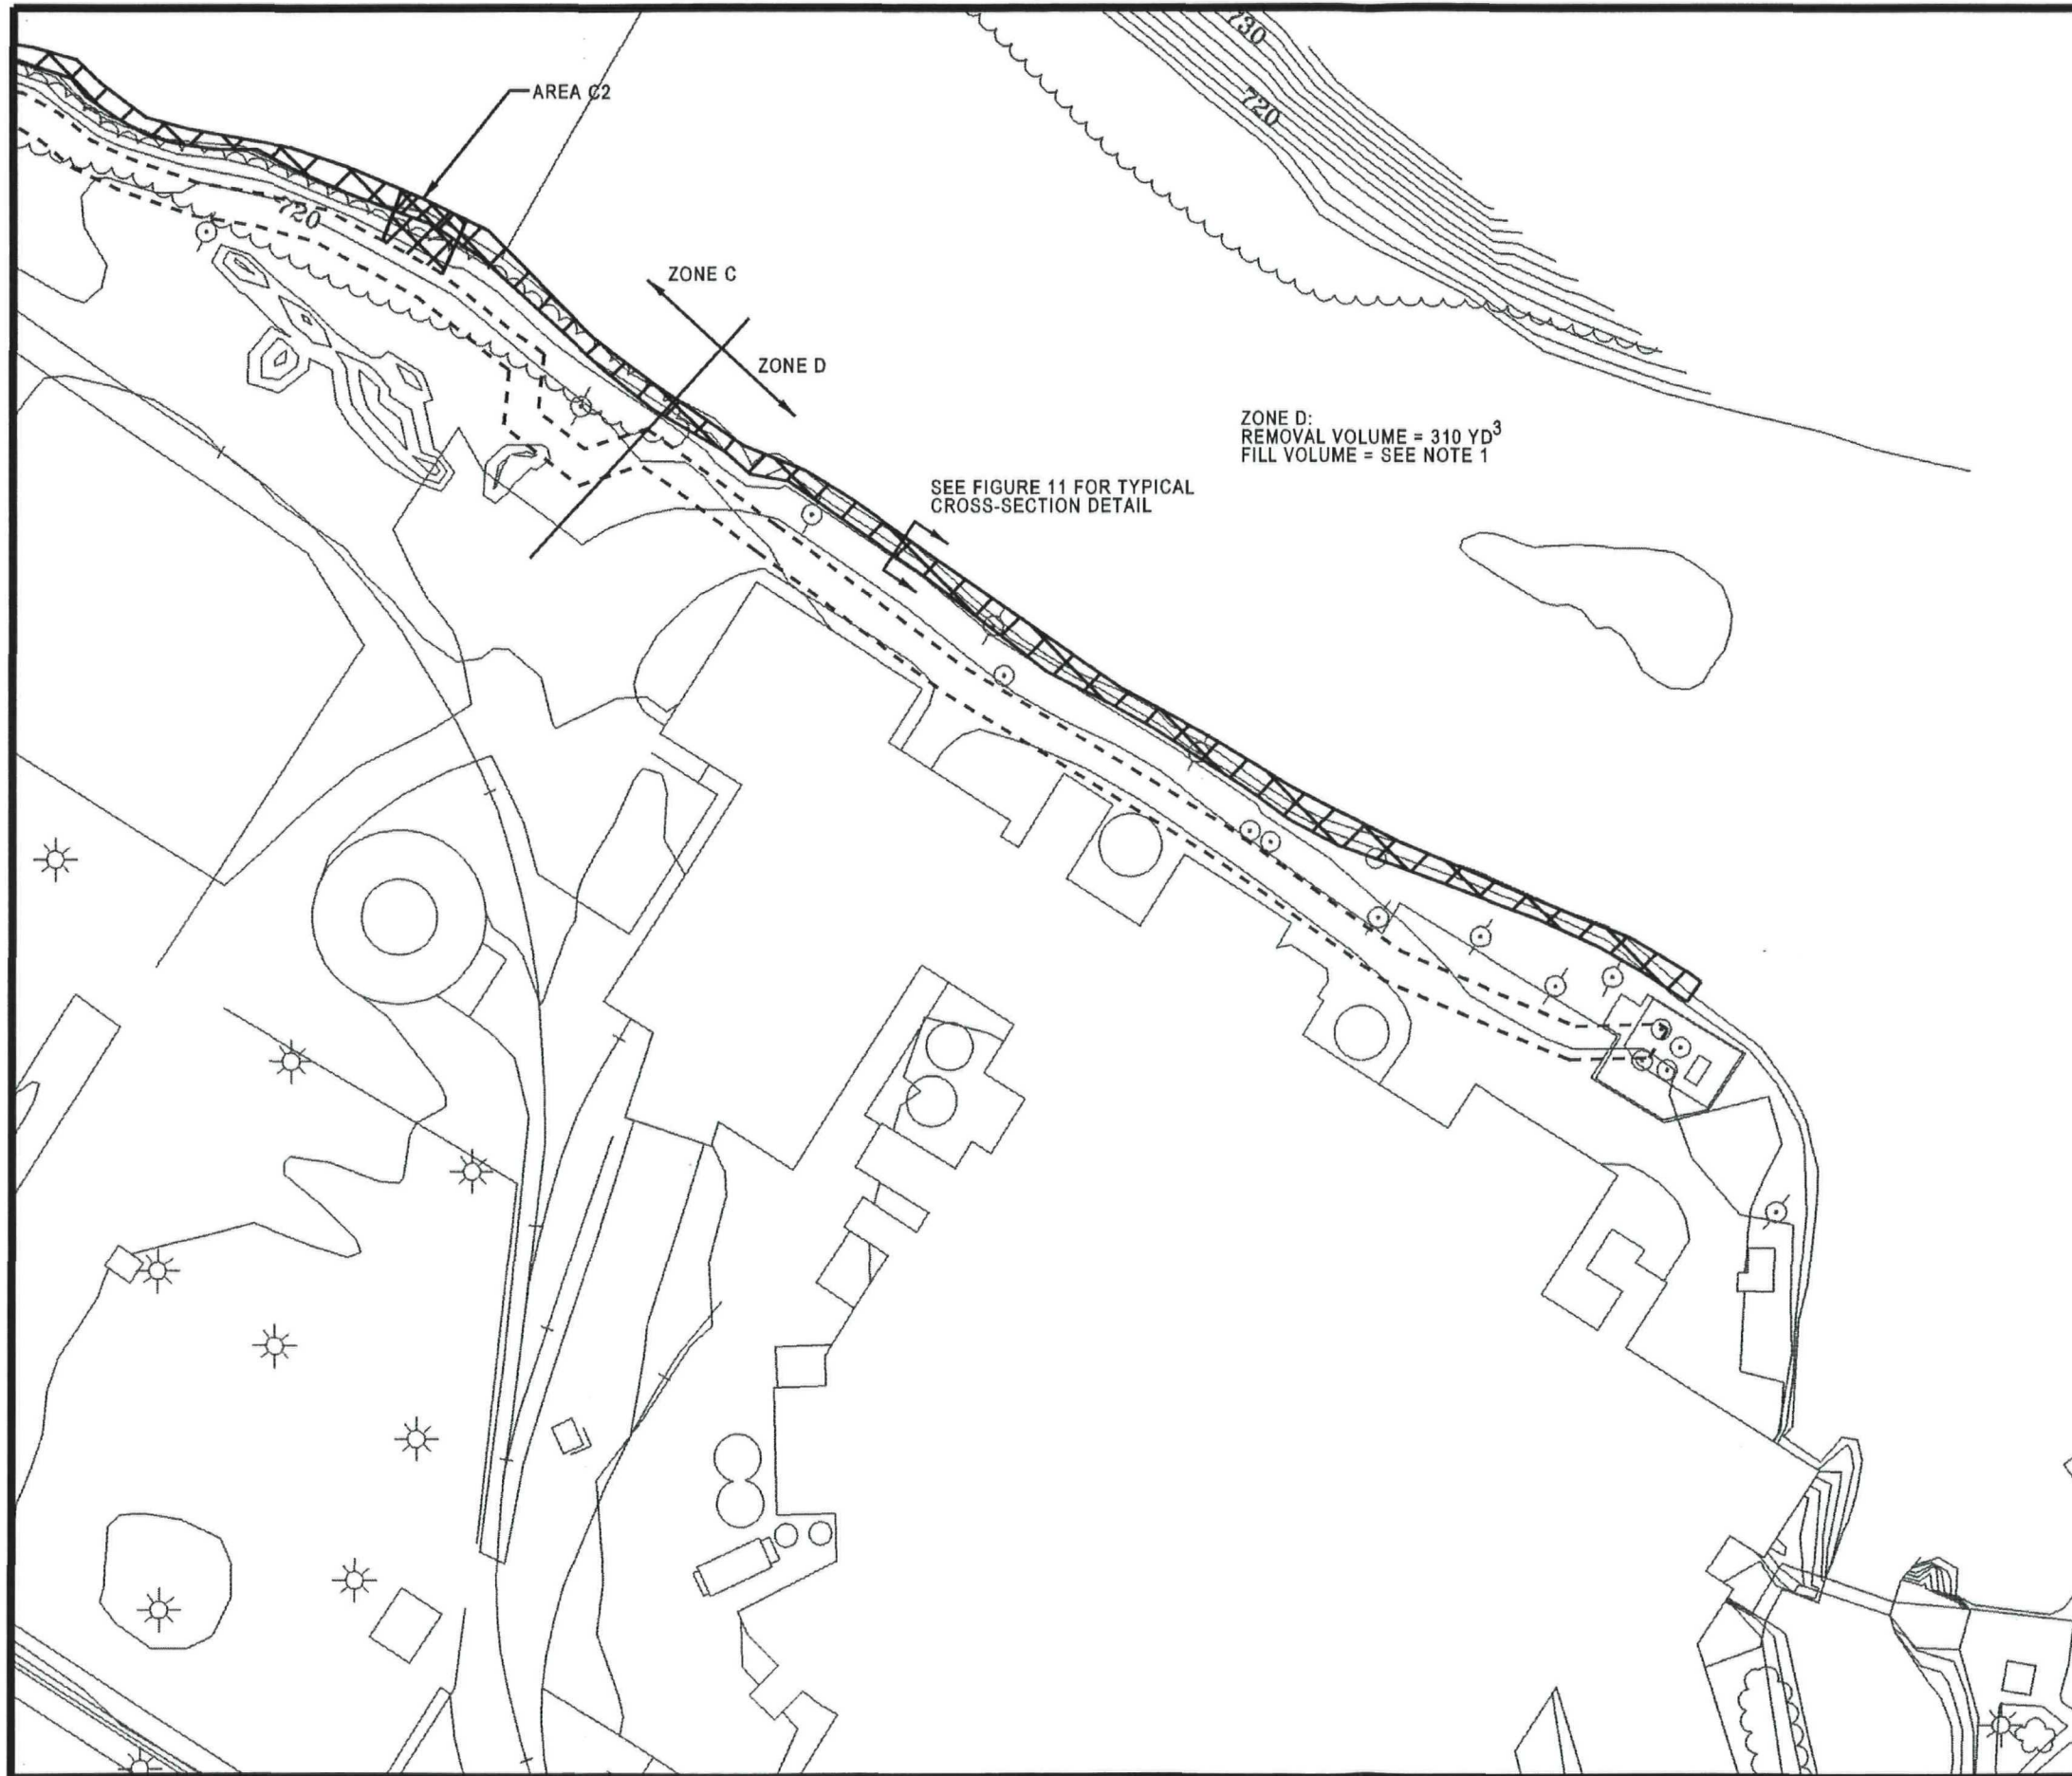 730
720
AREA C2
720
ZONE C
ZONE D
ZONE D:
REMOVAL VOLUME = 310 YD³
FILL VOLUME = SEE NOTE 1
SEE FIGURE 11 FOR TYPICAL
CROSS-SECTION DETAIL